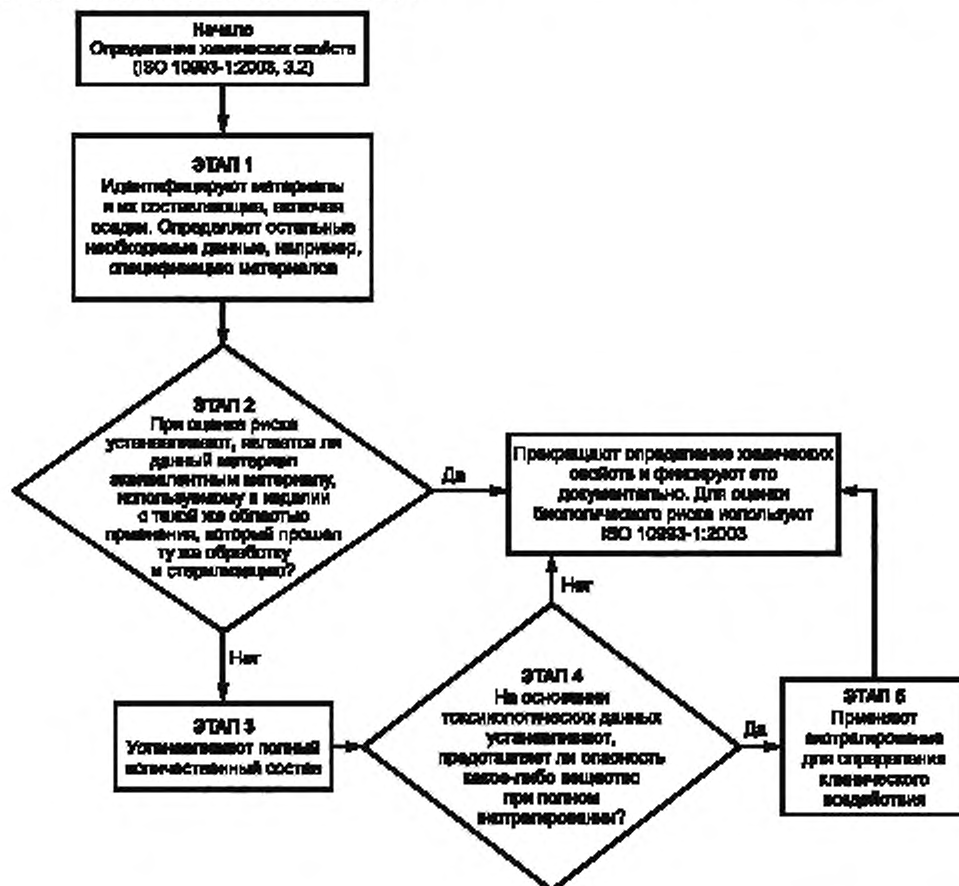 Начало
Определение химических свойств
(ISO 10993-1:2003, 3.2)
ЭТАП 1
Идентифицируют материалы
и их составляющие, включая
осадки. Определяют остальные
необходимые данные, например,
спецификацию материалов
ЭТАП 2
При оценке риска
устанавливают, является ли
данный материал
эквивалентным материалу,
используемому в изделии
с такой же областью
применения, который прошел
ту же обработку
и стерилизацию?
Да
Прекращают определение химических
свойств и фиксируют это
документально. Для оценки
биологического риска используют
ISO 10993-1:2003
Нет
Нет
ЭТАП 3
Устанавливают полный
количественный состав
ЭТАП 4
На основании
токсикологических данных
устанавливают,
представляет ли опасность
какое-либо вещество
при полном
экстрагировании?
Да
ЭТАП 5
Применяют
экстрагирование
для определения
клинического
воздействия